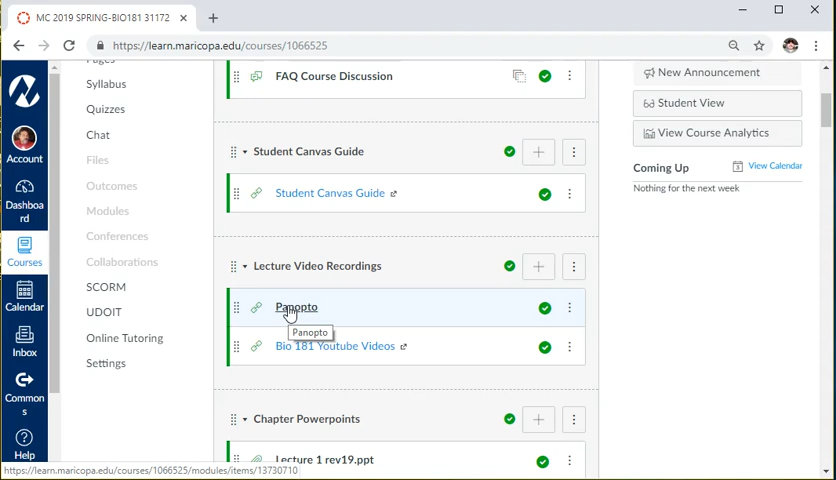 MC 2019 SPRING-BIO181 31172
https://learn.maricopa.edu/courses/1066525
Account
Dashboa
rd
Courses
Calendar
Inbox
Common
s
Help
Pages
Syllabus
Quizzes
Chat
Files
Outcomes
Modules
Conferences
Collaborations
SCORM
UDOIT
Online Tutoring
Settings
FAQ Course Discussion
Student Canvas Guide
Student Canvas Guide
Lecture Video Recordings
Panopto
Panopto
Bio 181 Youtube Videos
Chapter Powerpoints
Lecture 1 rev19.ppt
New Announcement
Student View
View Course Analytics
Coming Up
View Calendar
Nothing for the next week
https://learn.maricopa.edu/courses/1066525/modules/items/13730710